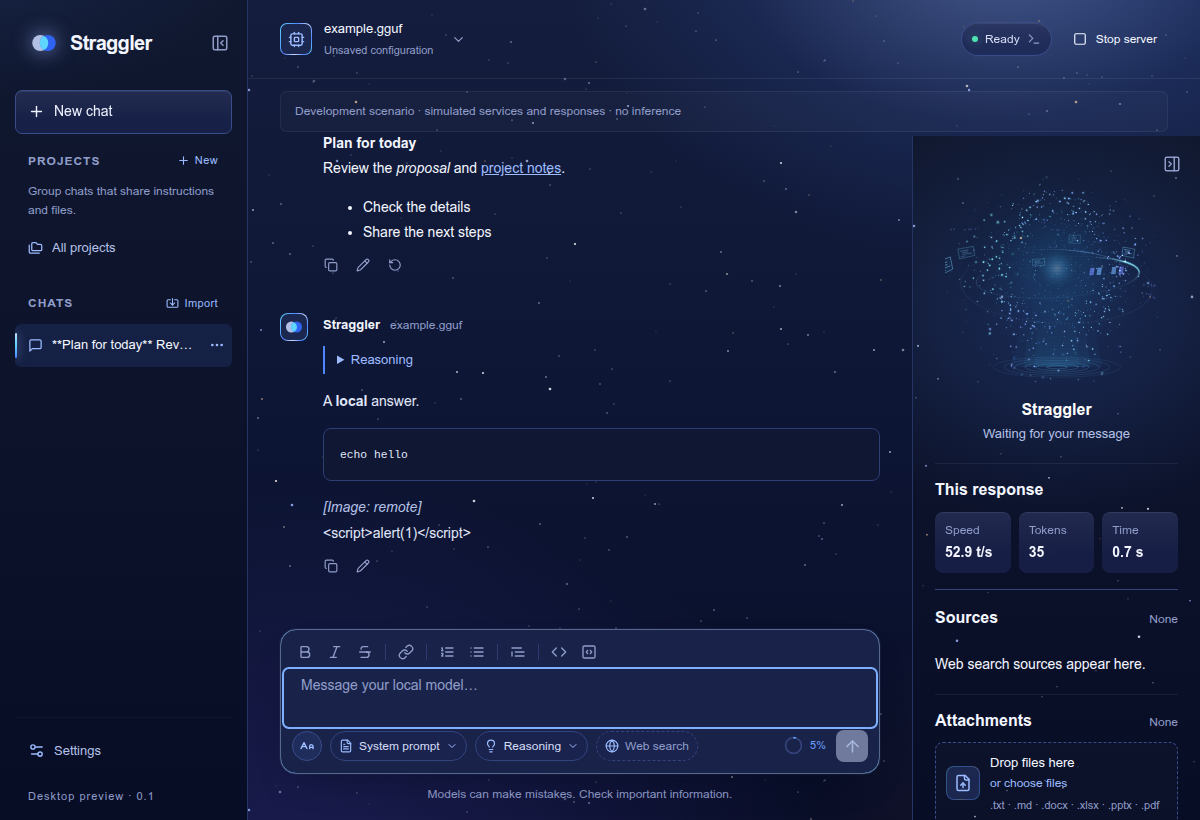 Straggler
New chat
PROJECTS
New
Group chats that share instructions
and files.
All projects
CHATS
Import
**Plan for today** Rev…
Settings
Desktop preview · 0.1
example.gguf
Unsaved configuration
Ready
Stop server
Development scenario · simulated services and responses · no inference
Plan for today
Review the proposal and project notes.
• Check the details
• Share the next steps
Straggler example.gguf
Reasoning
A local answer.
echo hello
[Image: remote]
<script>alert(1)</script>
Message your local model…
System prompt
Reasoning
Web search
5%
Models can make mistakes. Check important information.
Straggler
Waiting for your message
This response
Speed
52.9 t/s
Tokens
35
Time
0.7 s
Sources
None
Web search sources appear here.
Attachments
None
Drop files here
or choose files
.txt · .md · .docx · .xlsx · .pptx · .pdf